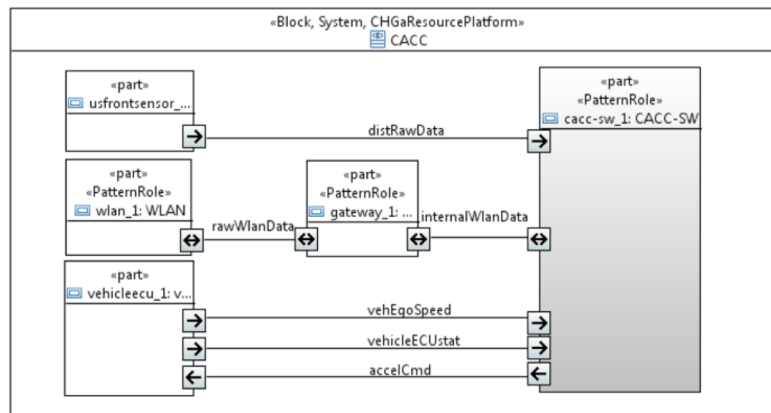 «Block, System, CHGaResourcePlatform»
CACC
«part»
usfrontsensor_...
distRawData
«part»
«PatternRole»
cacc-sw_1: CACC-SW
«part»
«PatternRole»
wlan_1: WLAN
rawWlanData
«part»
«PatternRole»
gateway_1: ...
internalWlanData
«part»
vehicleecu_1: v...
vehEgoSpeed
vehicleECUstat
accelCmd